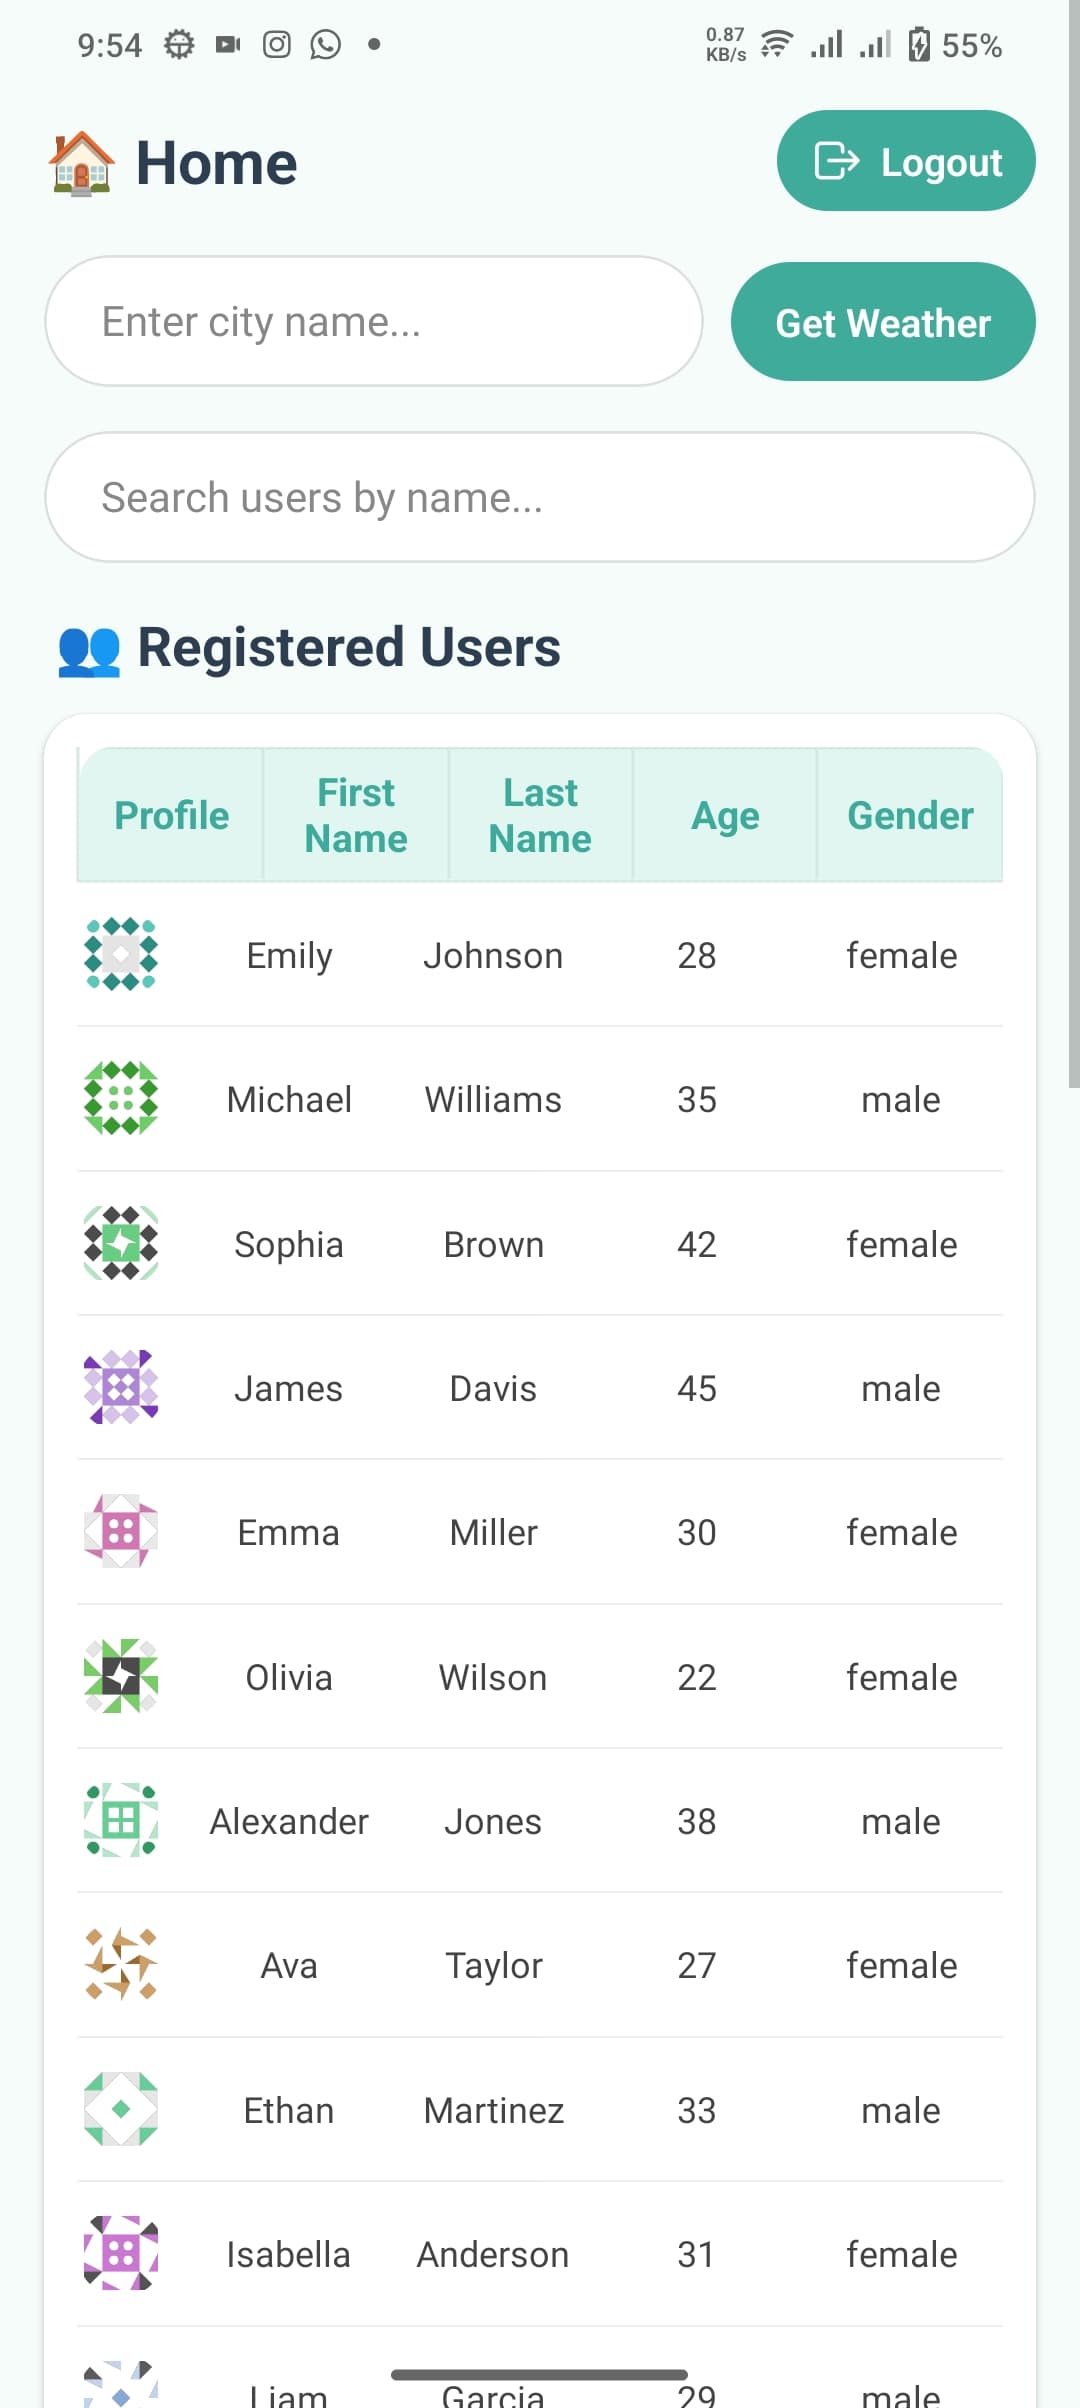 9:54
0.87
KB/s
55%
Home
Logout
Enter city name...
Get Weather
Search users by name...
Registered Users
Profile First Name Last Name Age Gender
Emily Johnson 28 female
Michael Williams 35 male
Sophia Brown 42 female
James Davis 45 male
Emma Miller 30 female
Olivia Wilson 22 female
Alexander Jones 38 male
Ava Taylor 27 female
Ethan Martinez 33 male
Isabella Anderson 31 female
Liam Garcia 29 male